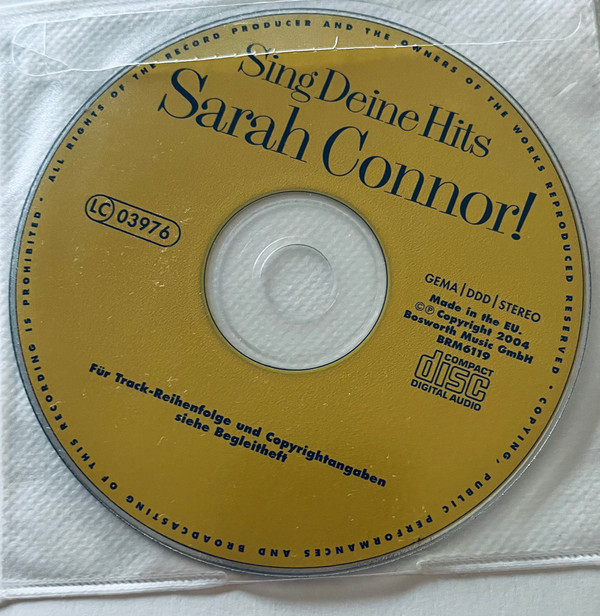 Sing Deine Hits
Sarah Connor!
LC 03976
GEMA | DDD | STEREO
Made in the EU.
©℗ Copyright 2004
Bosworth Music GmbH
BRM6119
COMPACT
disc
DIGITAL AUDIO
Für Track-Reihenfolge und Copyrightangaben
siehe Begleitheft
ALL RIGHTS OF THE RECORD PRODUCER AND THE OWNERS OF THE WORKS REPRODUCED RESERVED • COPYING, PUBLIC PERFORMANCES AND BROADCASTING OF THIS RECORDING IS PROHIBITED •